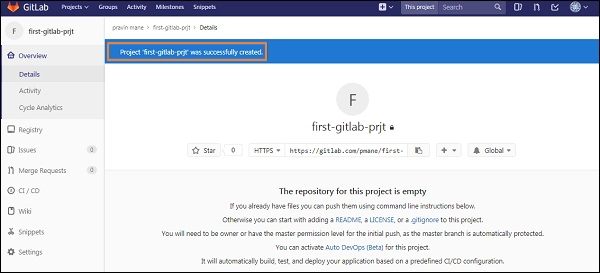 GitLab Projects Groups Activity Milestones Snippets This project Search
F first-gitlab-prjt
pravin mane › first-gitlab-prjt › Details
Overview
Project 'first-gitlab-prjt' was successfully created.
Details
Activity
Cycle Analytics
Registry
Issues 0
Merge Requests 0
CI / CD
Wiki
Snippets
Settings
F
first-gitlab-prjt
Star 0 HTTPS https://gitlab.com/pmane/first- Global
The repository for this project is empty
If you already have files you can push them using command line instructions below.
Otherwise you can start with adding a README, a LICENSE, or a .gitignore to this project.
You will need to be owner or have the master permission level for the initial push, as the master branch is automatically protected.
You can activate Auto DevOps (Beta) for this project.
It will automatically build, test, and deploy your application based on a predefined CI/CD configuration.